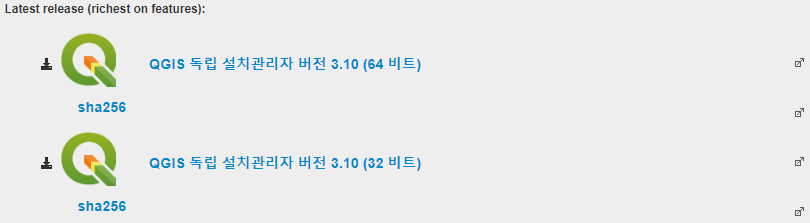 Latest release (richest on features):
QGIS 독립 설치관리자 버전 3.10 (64 비트)
sha256
QGIS 독립 설치관리자 버전 3.10 (32 비트)
sha256